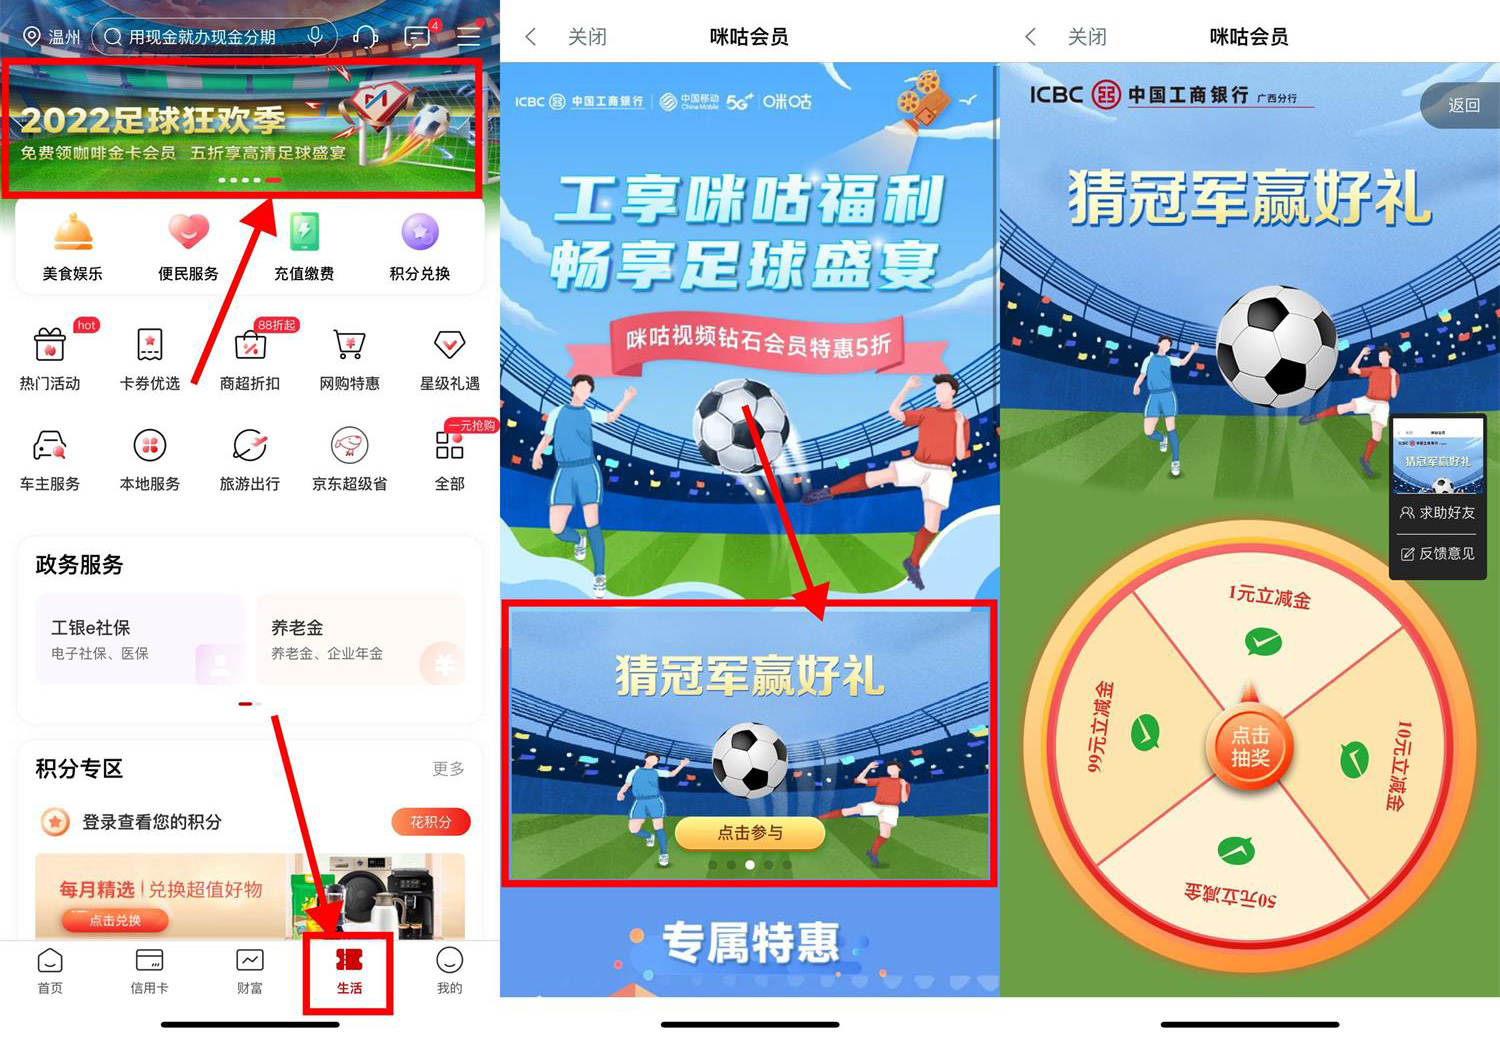 温州
用现金就办现金分期
4
2022足球狂欢季
免费领咖啡金卡会员 五折享高清足球盛宴
美食娱乐
便民服务
充值缴费
积分兑换
hot
88折起
热门活动
卡券优选
商超折扣
网购特惠
星级礼遇
一元抢购
车主服务
本地服务
旅游出行
京东超级省
全部
政务服务
工银e社保
电子社保、医保
养老金
养老金、企业年金
积分专区
更多
登录查看您的积分
花积分
每月精选 | 兑换超值好物
点击兑换
首页
信用卡
财富
生活
我的
关闭
咪咕会员
ICBC 中国工商银行 中国移动 China Mobile 5G+ 咪咕
工享咪咕福利
畅享足球盛宴
咪咕视频钻石会员特惠5折
猜冠军赢好礼
点击参与
专属特惠
关闭
咪咕会员
ICBC 中国工商银行 广西分行
返回
猜冠军赢好礼
咪咕会员
猜冠军赢好礼
求助好友
反馈意见
1元立减金
99元立减金
10元立减金
点击
抽奖
50元立减金